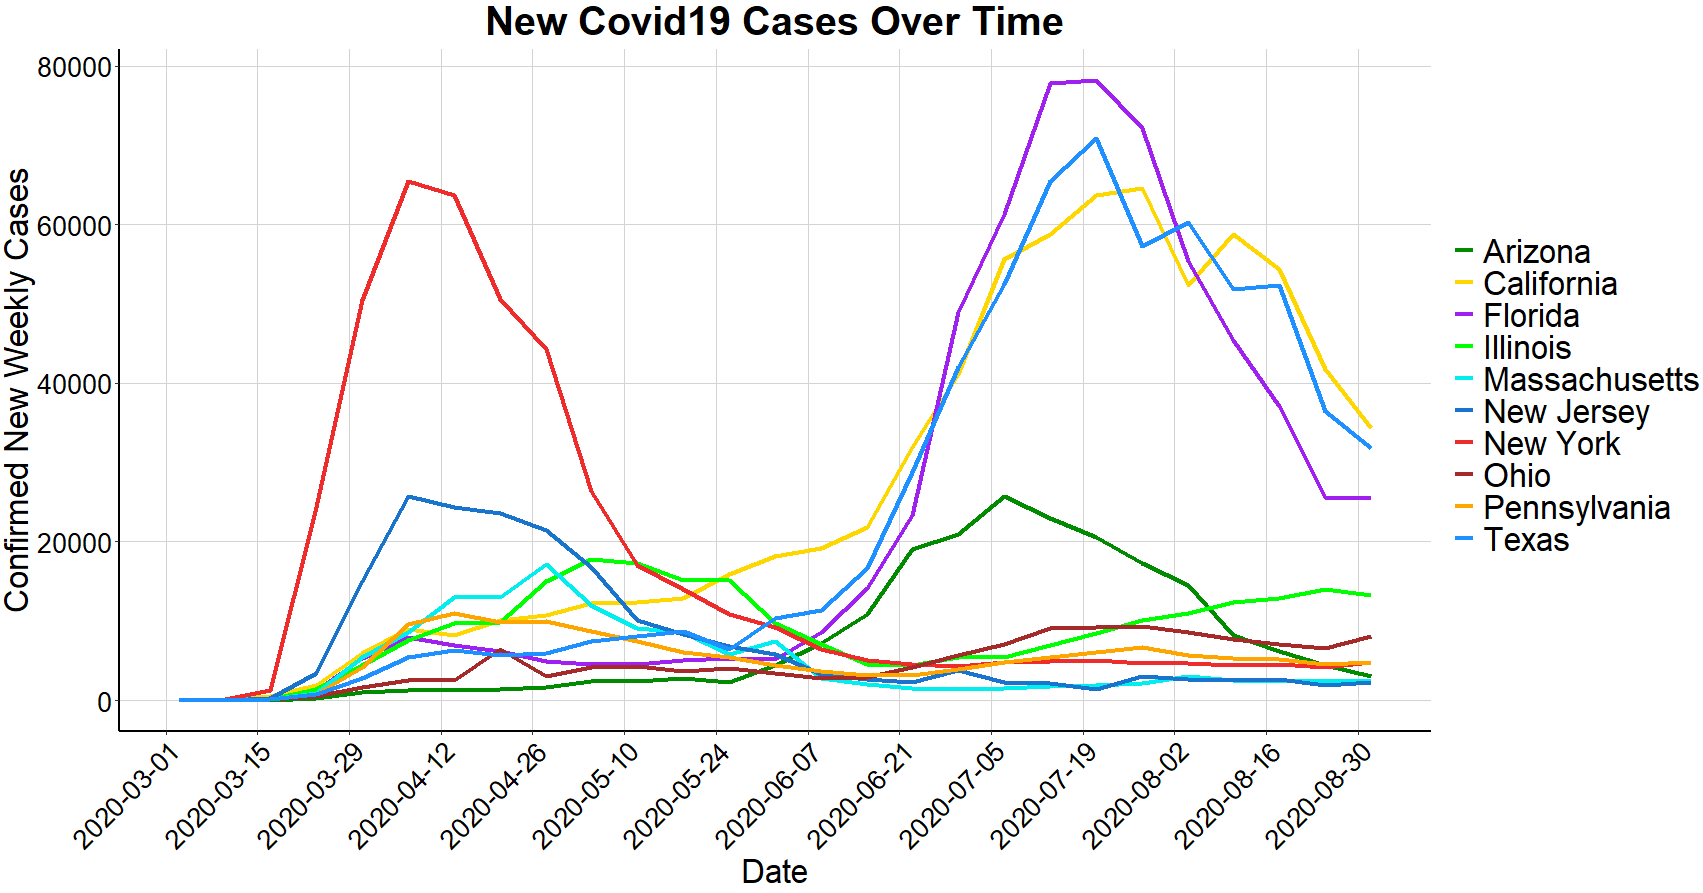 New Covid19 Cases Over Time
Confirmed New Weekly Cases
80000
60000
40000
20000
0
2020-03-01
2020-03-15
2020-03-29
2020-04-12
2020-04-26
2020-05-10
2020-05-24
2020-06-07
2020-06-21
2020-07-05
2020-07-19
2020-08-02
2020-08-16
2020-08-30
Date
Arizona
California
Florida
Illinois
Massachusetts
New Jersey
New York
Ohio
Pennsylvania
Texas